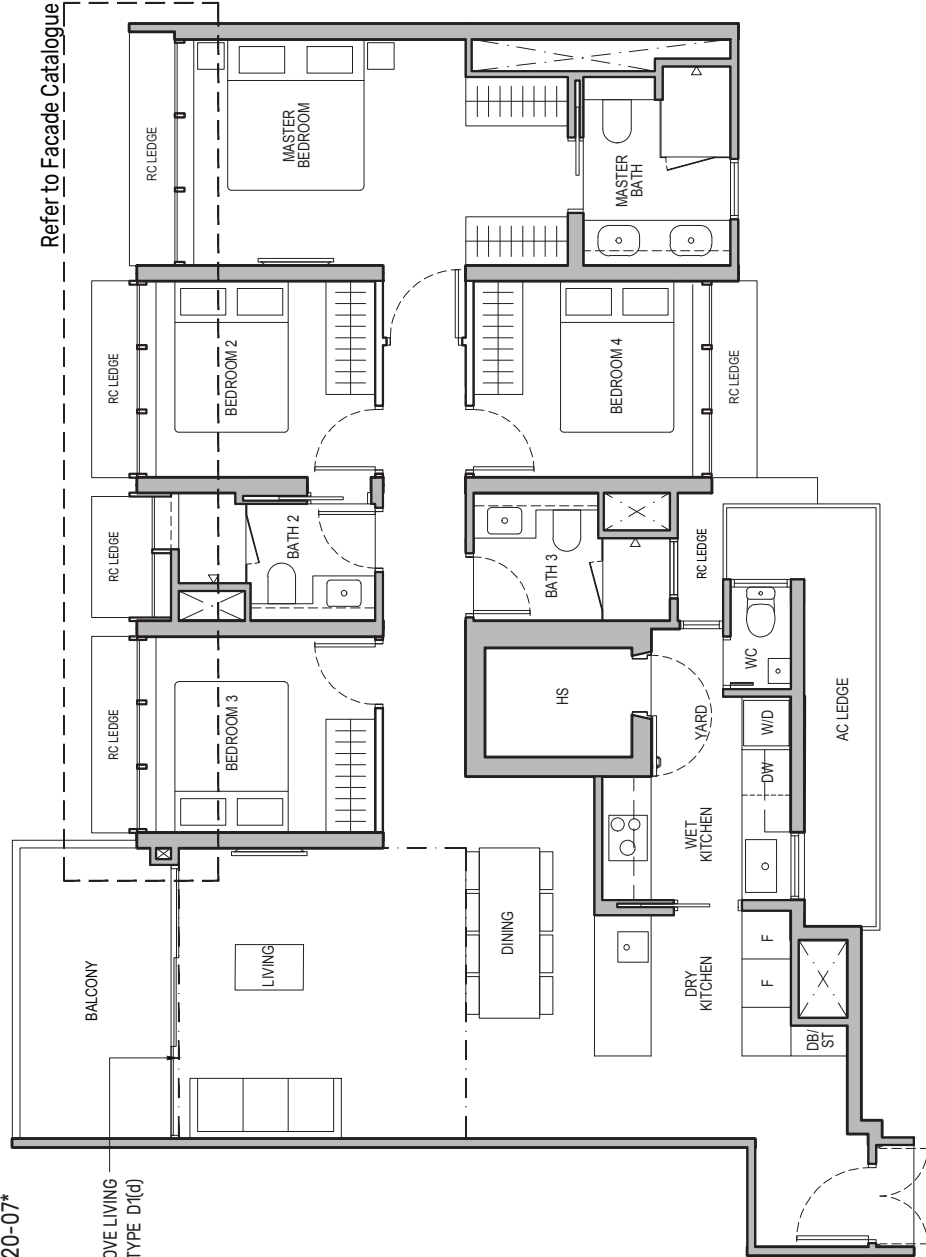 Refer to Facade Catalogue
20-07*
OVE LIVING
TYPE D1(d)
RC LEDGE
MASTER
BEDROOM
MASTER
BATH
RC LEDGE
BEDROOM 2
BEDROOM 4
RC LEDGE
RC LEDGE
BATH 2
BATH 3
RC LEDGE
RC LEDGE
BEDROOM 3
HS
YARD
WC
W/D
DW
AC LEDGE
WET
KITCHEN
BALCONY
LIVING
DINING
DRY
KITCHEN
F
F
DB/
ST